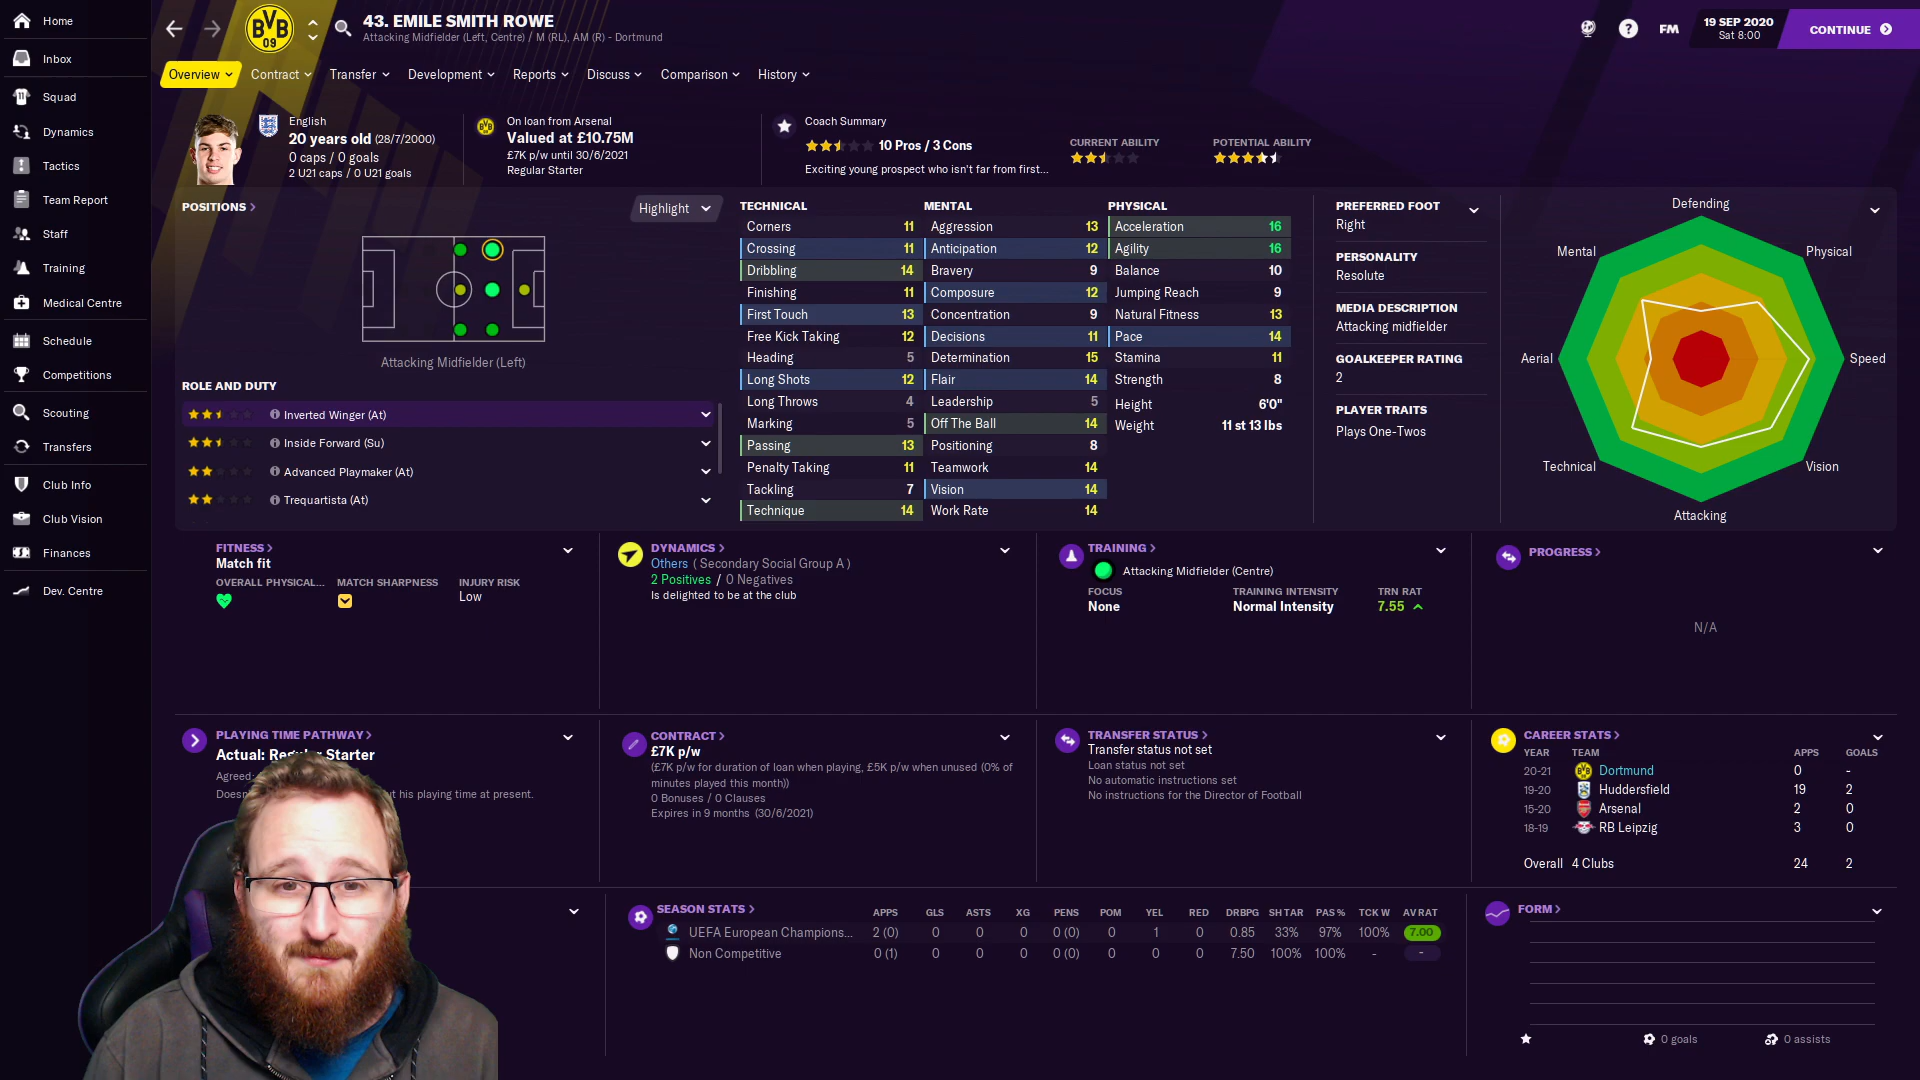 Home
Inbox
Squad
Dynamics
Tactics
Team Report
Staff
Training
Medical Centre
Schedule
Competitions
Scouting
Transfers
Club Info
Club Vision
Finances
Dev. Centre
BVB 09
43. EMILE SMITH ROWE
Attacking Midfielder (Left, Centre) / M (RL), AM (R) - Dortmund
? FM
19 SEP 2020
Sat 8:00
CONTINUE
Overview Contract Transfer Development Reports Discuss Comparison History
English
20 years old (28/7/2000)
0 caps / 0 goals
2 U21 caps / 0 U21 goals
On loan from Arsenal
Valued at £10.75M
£7K p/w until 30/6/2021
Regular Starter
Coach Summary
10 Pros / 3 Cons
Exciting young prospect who isn't far from first...
CURRENT ABILITY
POTENTIAL ABILITY
POSITIONS
Highlight
Attacking Midfielder (Left)
ROLE AND DUTY
Inverted Winger (At)
Inside Forward (Su)
Advanced Playmaker (At)
Trequartista (At)
TECHNICAL
Corners 11
Crossing 11
Dribbling 14
Finishing 11
First Touch 13
Free Kick Taking 12
Heading 5
Long Shots 12
Long Throws 4
Marking 5
Passing 13
Penalty Taking 11
Tackling 7
Technique 14
MENTAL
Aggression 13
Anticipation 12
Bravery 9
Composure 12
Concentration 9
Decisions 11
Determination 15
Flair 14
Leadership 5
Off The Ball 14
Positioning 8
Teamwork 14
Vision 14
Work Rate 14
PHYSICAL
Acceleration 16
Agility 16
Balance 10
Jumping Reach 9
Natural Fitness 13
Pace 14
Stamina 11
Strength 8
Height 6'0"
Weight 11 st 13 lbs
PREFERRED FOOT
Right
PERSONALITY
Resolute
MEDIA DESCRIPTION
Attacking midfielder
GOALKEEPER RATING
2
PLAYER TRAITS
Plays One-Twos
Defending
Mental
Physical
Aerial
Speed
Technical
Vision
Attacking
FITNESS
Match fit
OVERALL PHYSICAL... MATCH SHARPNESS INJURY RISK
Low
DYNAMICS
Others ( Secondary Social Group A )
2 Positives / 0 Negatives
Is delighted to be at the club
TRAINING
Attacking Midfielder (Centre)
FOCUS TRAINING INTENSITY TRN RAT
None Normal Intensity 7.55
PROGRESS
N/A
PLAYING TIME PATHWAY
Actual: Regular Starter
Agreed:
his playing time at present.
CONTRACT
£7K p/w
(£7K p/w for duration of loan when playing, £5K p/w when unused (0% of
minutes played this month))
0 Bonuses / 0 Clauses
Expires in 9 months (30/6/2021)
TRANSFER STATUS
Transfer status not set
Loan status not set
No automatic instructions set
No instructions for the Director of Football
CAREER STATS
YEAR TEAM APPS GOALS
20-21 Dortmund 0 -
19-20 Huddersfield 19 2
15-20 Arsenal 2 0
18-19 RB Leipzig 3 0
Overall 4 Clubs 24 2
SEASON STATS APPS GLS ASTS XG PENS POM YEL RED DRBPG SH TAR PAS % TCK W AV RAT
UEFA European Champions... 2 (0) 0 0 0 0 (0) 0 1 0 0.85 33% 97% 100% 7.00
Non Competitive 0 (1) 0 0 0 0 (0) 0 0 0 7.50 100% 100% - -
FORM
0 goals 0 assists